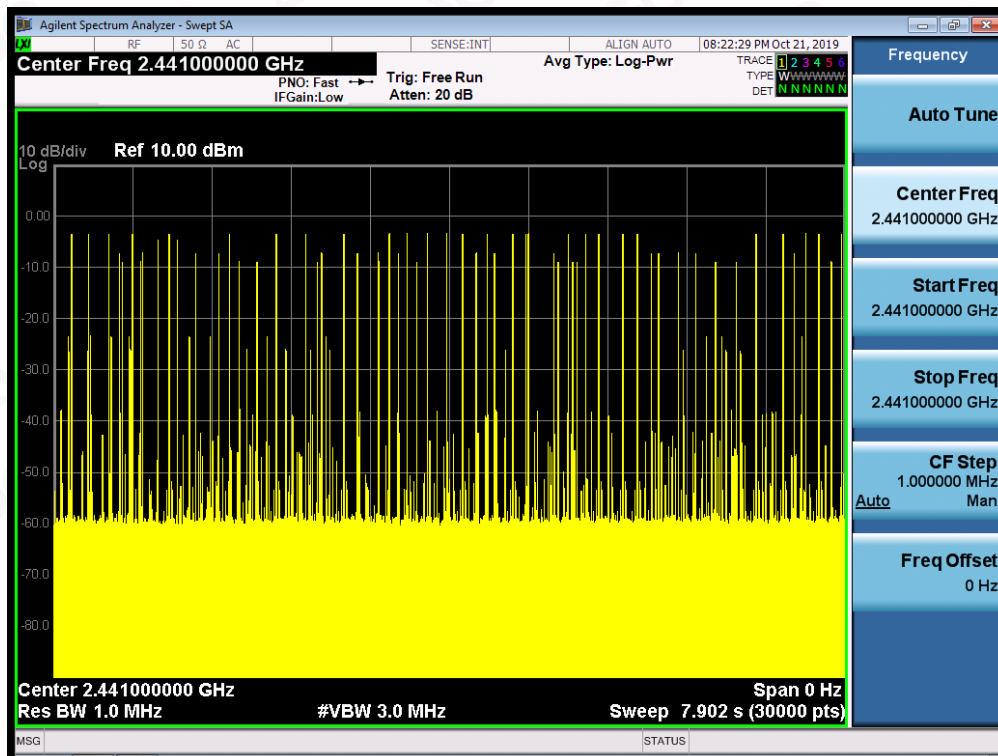 Agilent Spectrum Analyzer - Swept SA
LXI RF 50 Ω AC SENSE:INT ALIGN AUTO 08:22:29 PM Oct 21, 2019
Center Freq 2.441000000 GHz
PNO: Fast
IFGain:Low
Trig: Free Run
Atten: 20 dB
Avg Type: Log-Pwr
TRACE 1 2 3 4 5 6
TYPE WWWWWW
DET N N N N N N
10 dB/div Ref 10.00 dBm
Log
0.00
-10.0
-20.0
-30.0
-40.0
-50.0
-60.0
-70.0
-80.0
Center 2.441000000 GHz Span 0 Hz
Res BW 1.0 MHz #VBW 3.0 MHz Sweep 7.902 s (30000 pts)
MSG STATUS
Frequency
Auto Tune
Center Freq
2.441000000 GHz
Start Freq
2.441000000 GHz
Stop Freq
2.441000000 GHz
CF Step
1.000000 MHz
Auto Man
Freq Offset
0 Hz